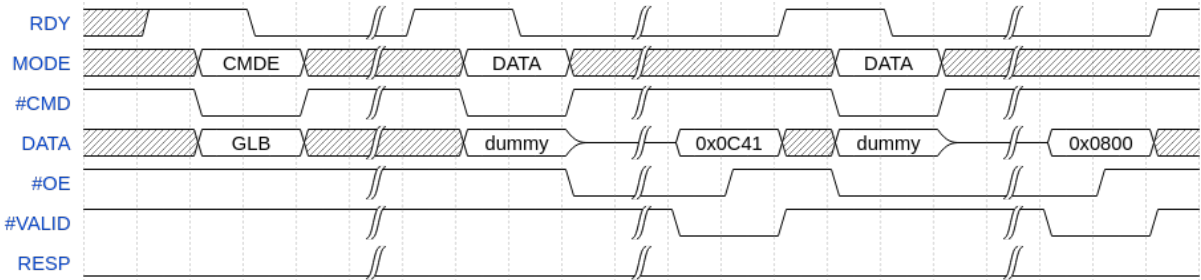 RDY
MODE CMDE DATA DATA
#CMD
DATA GLB dummy 0x0C41 dummy 0x0800
#OE
#VALID
RESP